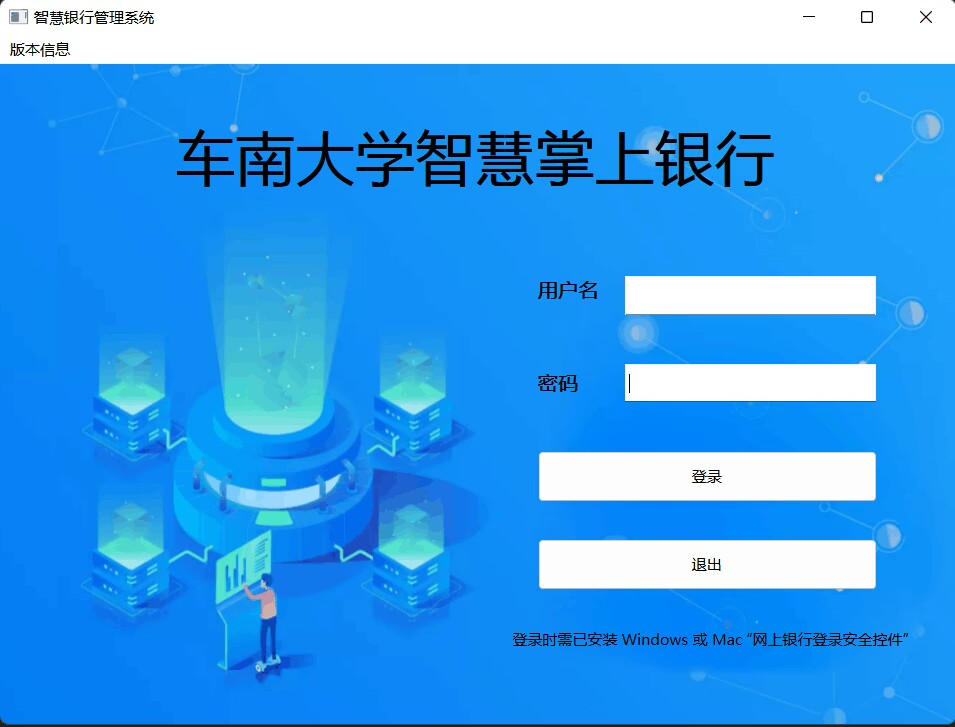 智慧银行管理系统
版本信息
车南大学智慧掌上银行
用户名
密码
登录
退出
登录时需已安装 Windows 或 Mac “网上银行登录安全控件”